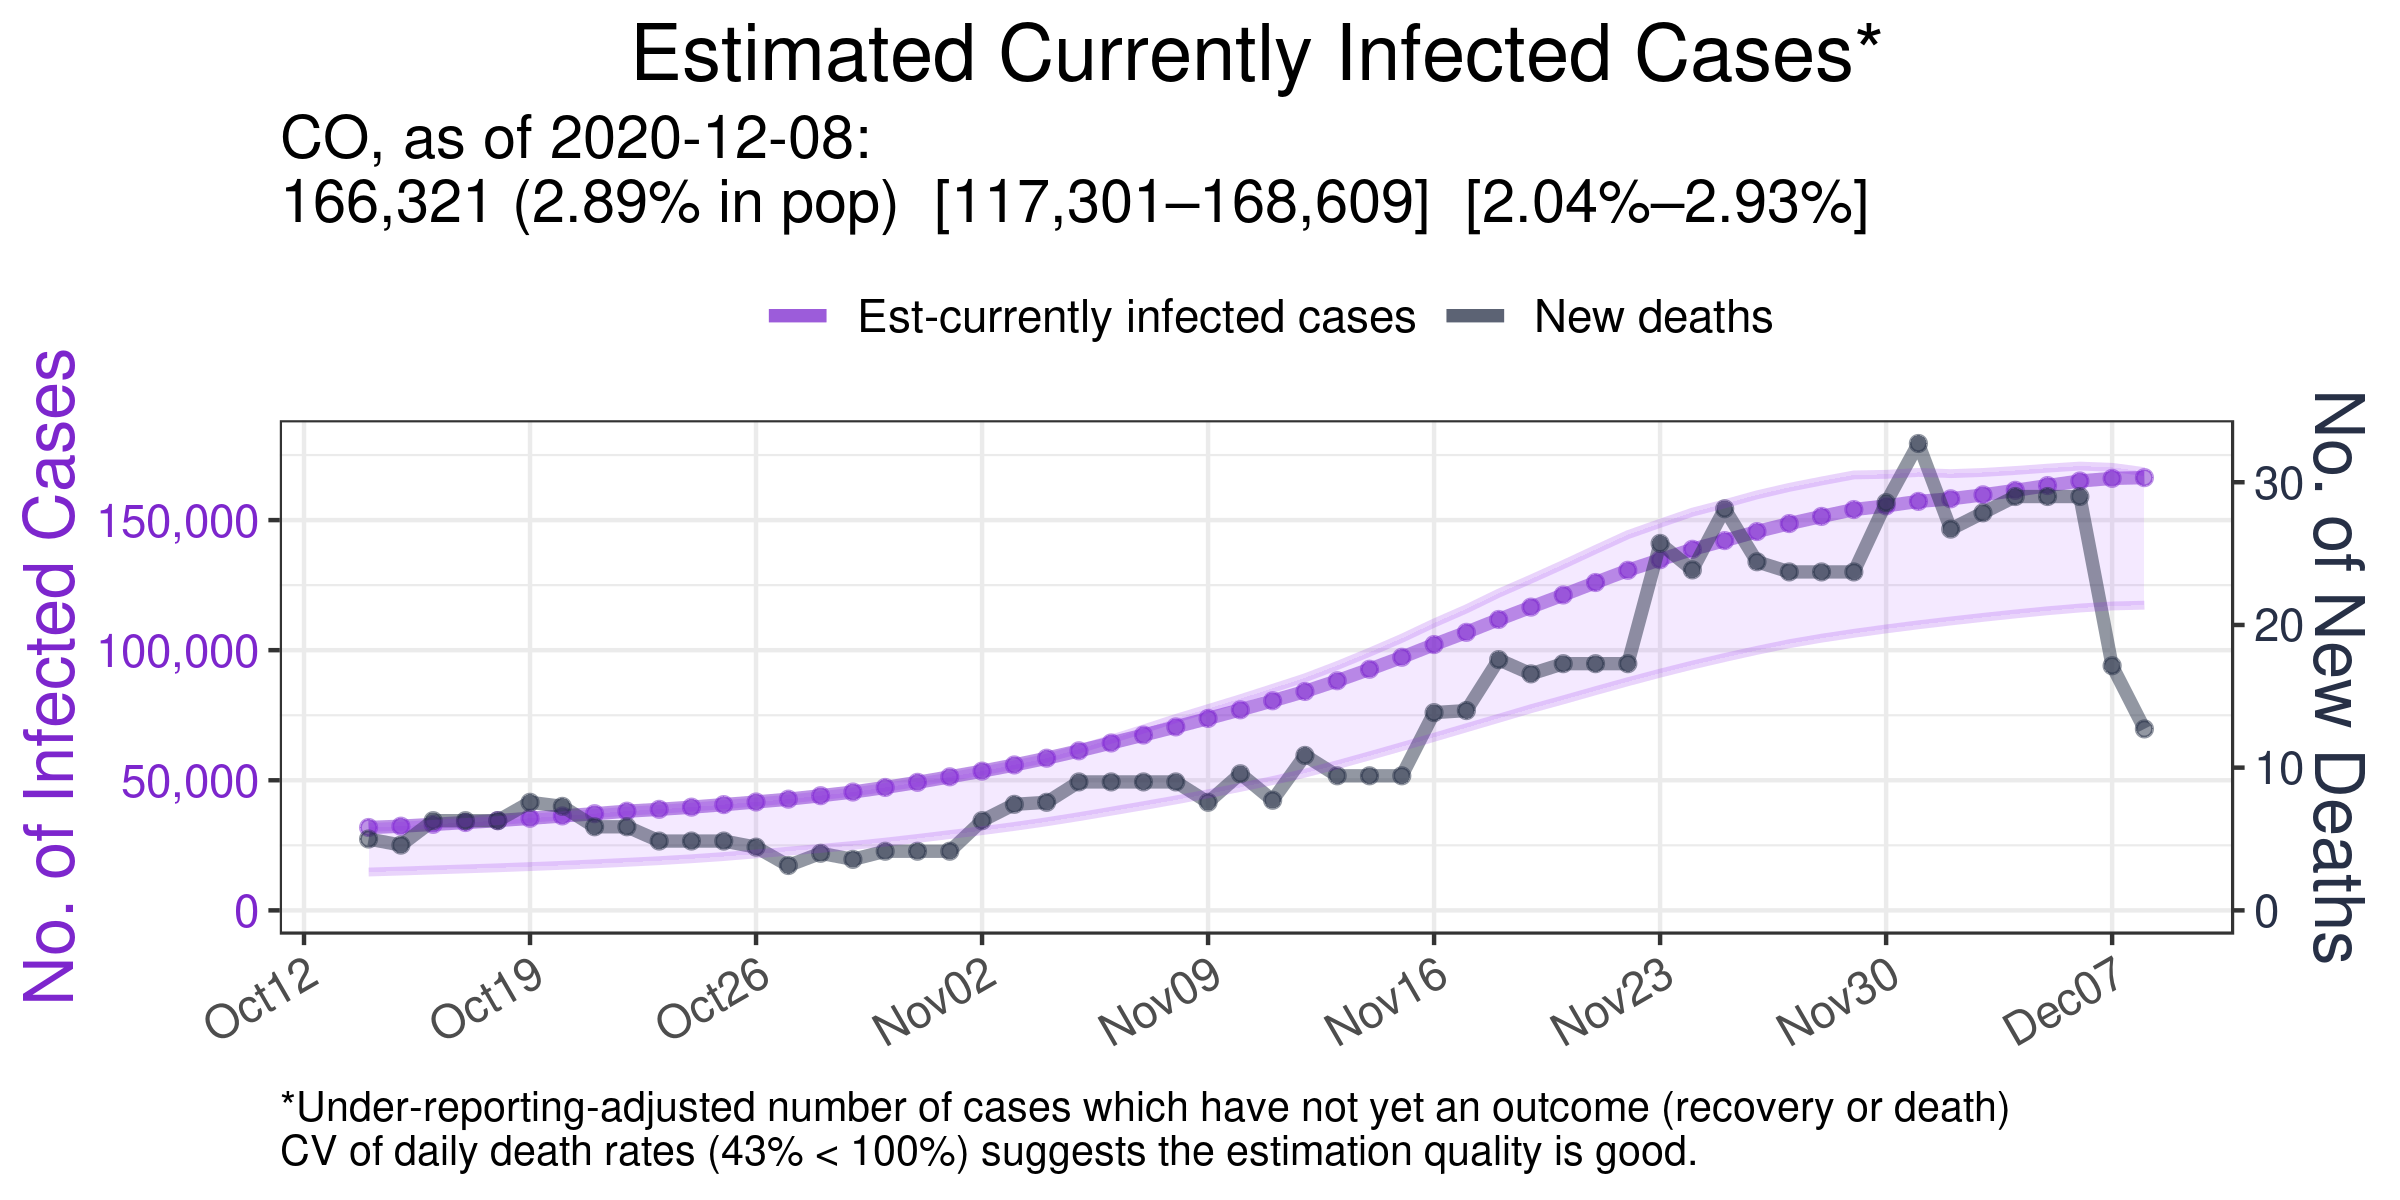 Estimated Currently Infected Cases*
CO, as of 2020-12-08:
166,321 (2.89% in pop) [117,301–168,609] [2.04%–2.93%]
Est-currently infected cases
New deaths
No. of Infected Cases
150,000
100,000
50,000
0
No. of New Deaths
30
20
10
0
Oct12
Oct19
Oct26
Nov02
Nov09
Nov16
Nov23
Nov30
Dec07
*Under-reporting-adjusted number of cases which have not yet an outcome (recovery or death)
CV of daily death rates (43% < 100%) suggests the estimation quality is good.